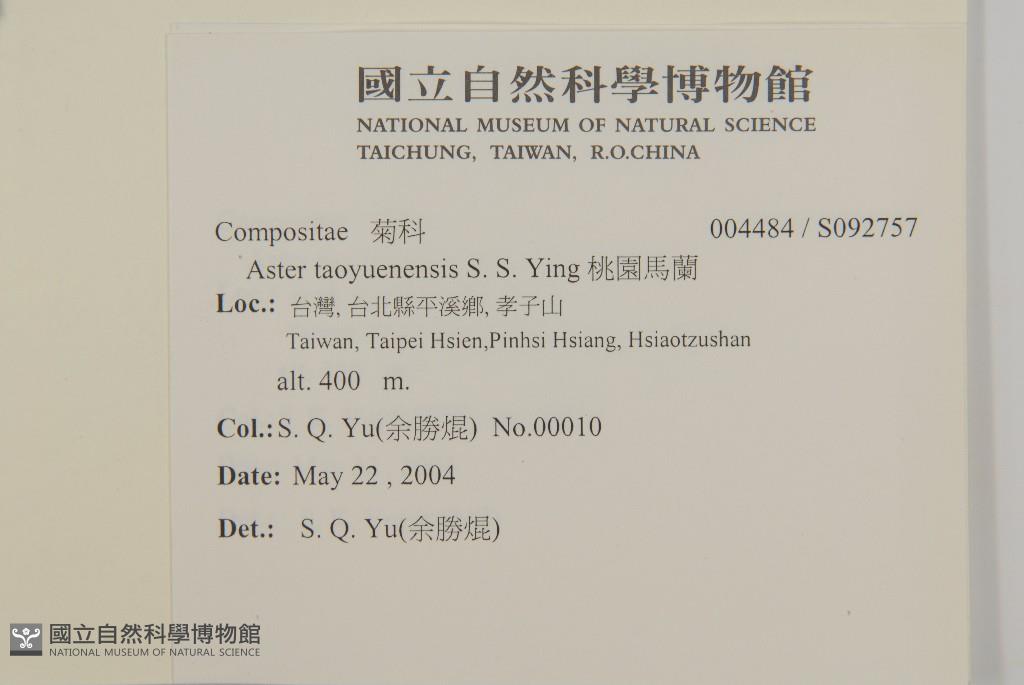 國立自然科學博物館
NATIONAL MUSEUM OF NATURAL SCIENCE
TAICHUNG, TAIWAN, R.O.CHINA
Compositae 菊科 004484 / S092757
Aster taoyuenensis S. S. Ying 桃園馬蘭
Loc.: 台灣, 台北縣平溪鄉, 孝子山
Taiwan, Taipei Hsien,Pinhsi Hsiang, Hsiaotzushan
alt. 400 m.
Col.: S. Q. Yu(余勝焜) No.00010
Date: May 22 , 2004
Det.: S. Q. Yu(余勝焜)
國立自然科學博物館
NATIONAL MUSEUM OF NATURAL SCIENCE